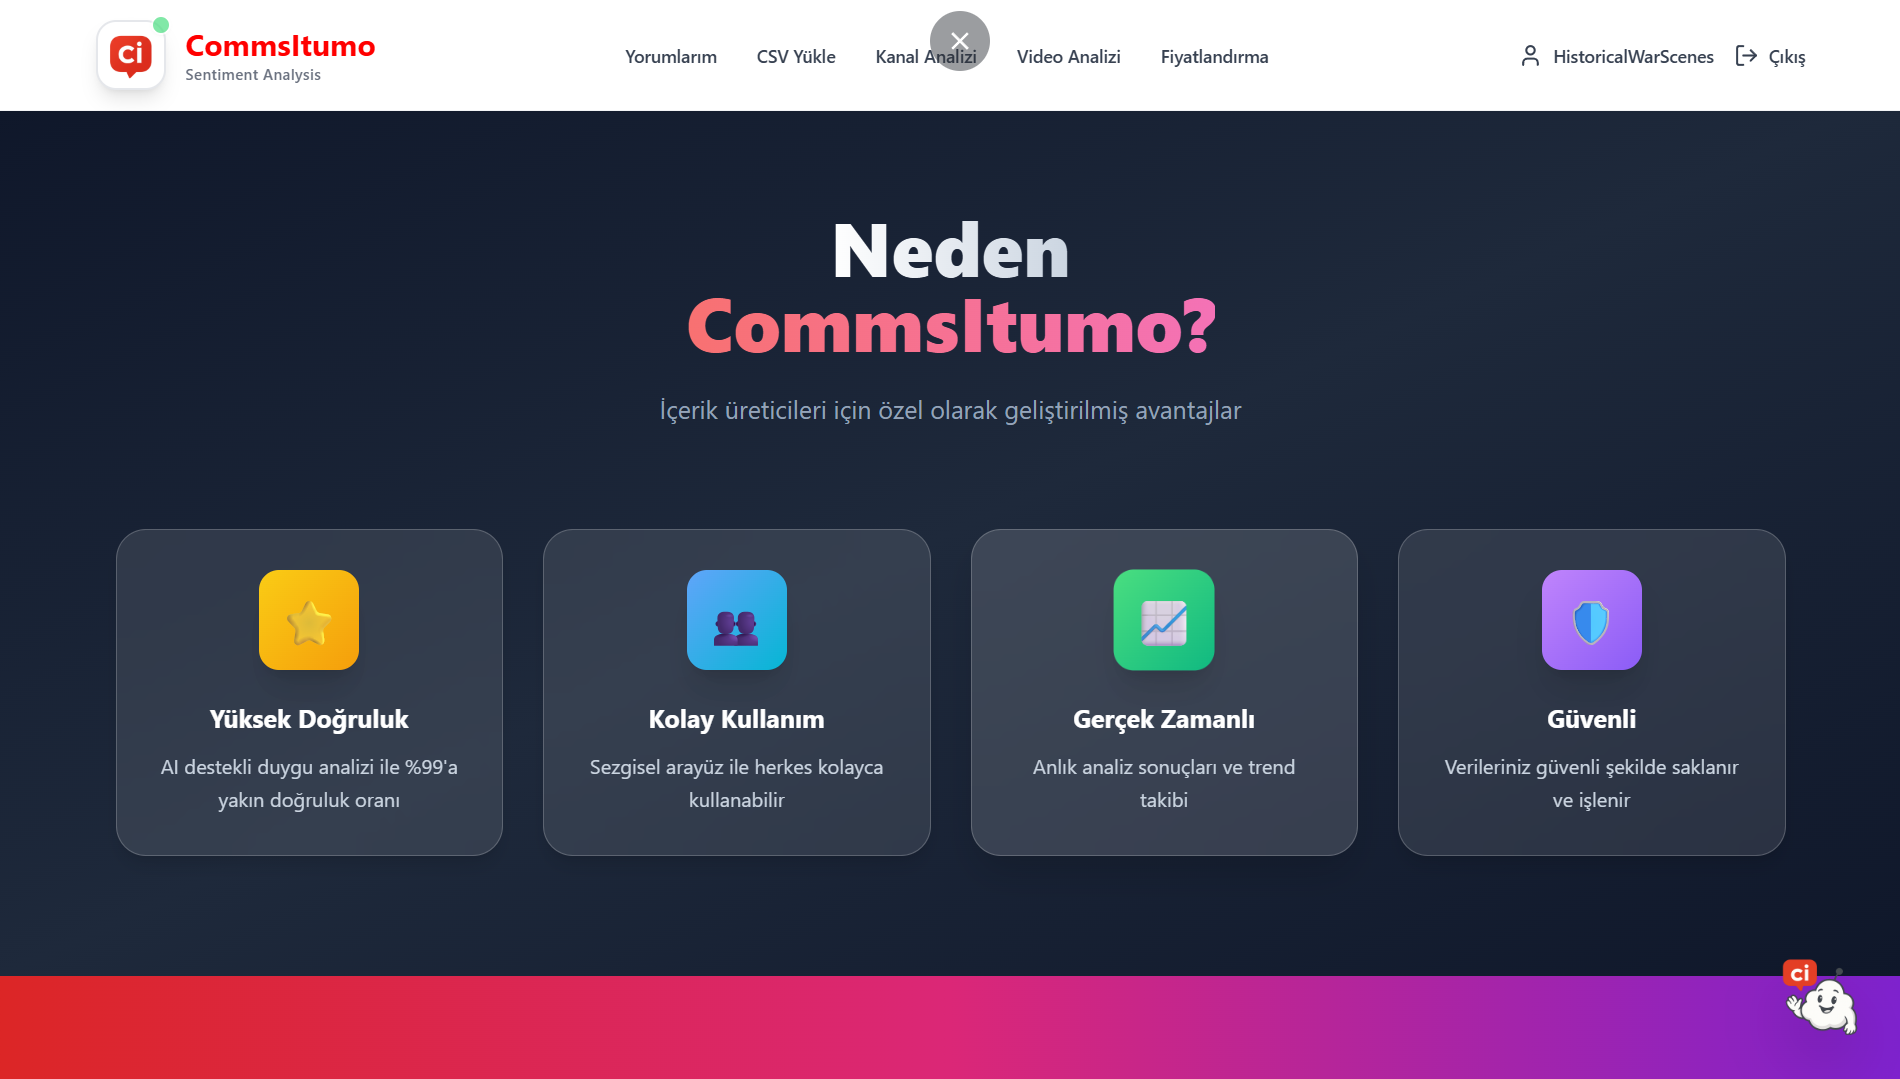 Ci
CommsItumo
Sentiment Analysis
Yorumlarım
CSV Yükle
Kanal Analizi
Video Analizi
Fiyatlandırma
HistoricalWarScenes
Çıkış
Neden
CommsItumo?
İçerik üreticileri için özel olarak geliştirilmiş avantajlar
Yüksek Doğruluk
AI destekli duygu analizi ile %99'a
yakın doğruluk oranı
Kolay Kullanım
Sezgisel arayüz ile herkes kolayca
kullanabilir
Gerçek Zamanlı
Anlık analiz sonuçları ve trend
takibi
Güvenli
Verileriniz güvenli şekilde saklanır
ve işlenir
Ci